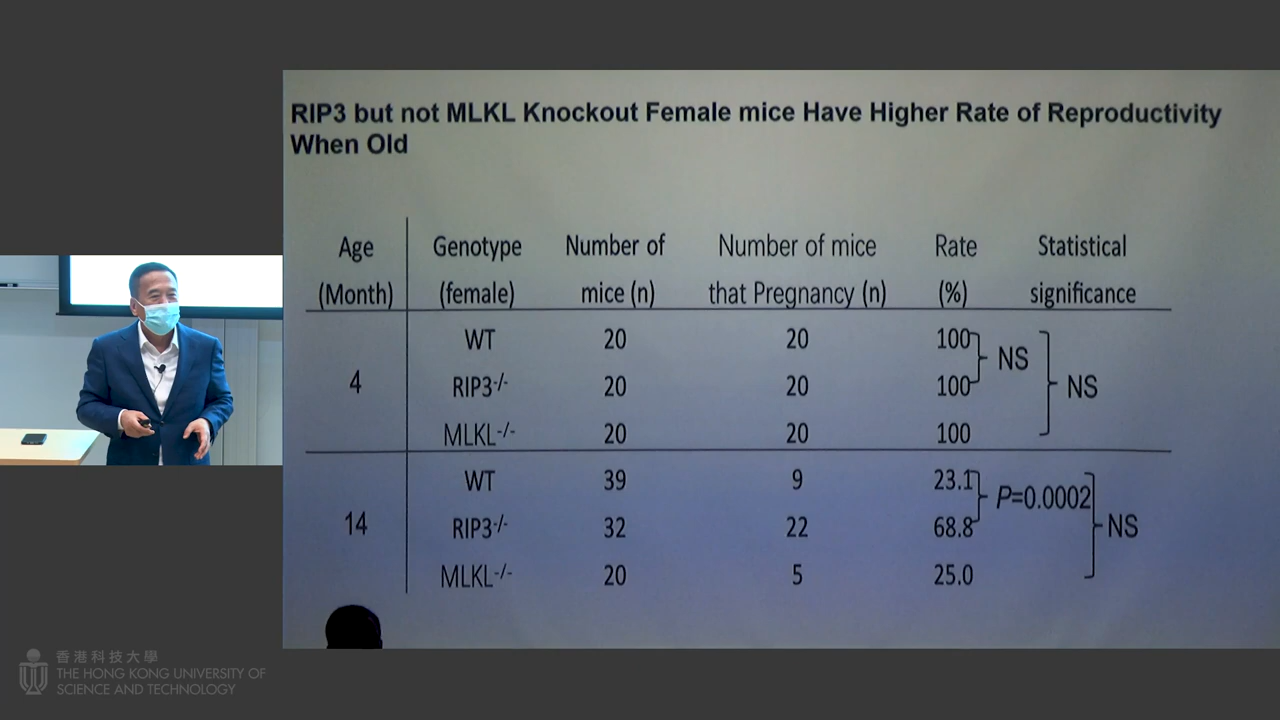 RIP3 but not MLKL Knockout Female mice Have Higher Rate of Reproductivity
When Old
Age Genotype Number of Number of mice Rate Statistical
(Month) (female) mice (n) that Pregnancy (n) (%) significance
WT 20 20 100 NS
4 RIP3-/- 20 20 100 NS
MLKL-/- 20 20 100
WT 39 9 23.1 P=0.0002
14 RIP3-/- 32 22 68.8 NS
MLKL-/- 20 5 25.0
香港科技大學
THE HONG KONG UNIVERSITY OF
SCIENCE AND TECHNOLOGY